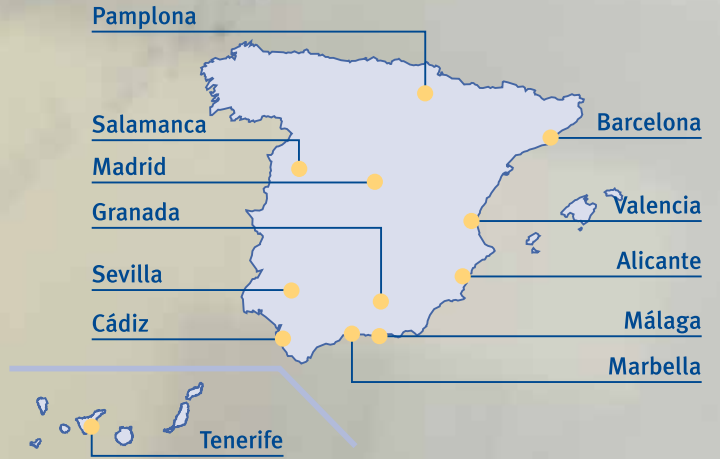 Pamplona
Salamanca
Barcelona
Madrid
Granada
Valencia
Alicante
Sevilla
Cádiz
Málaga
Marbella
Tenerife